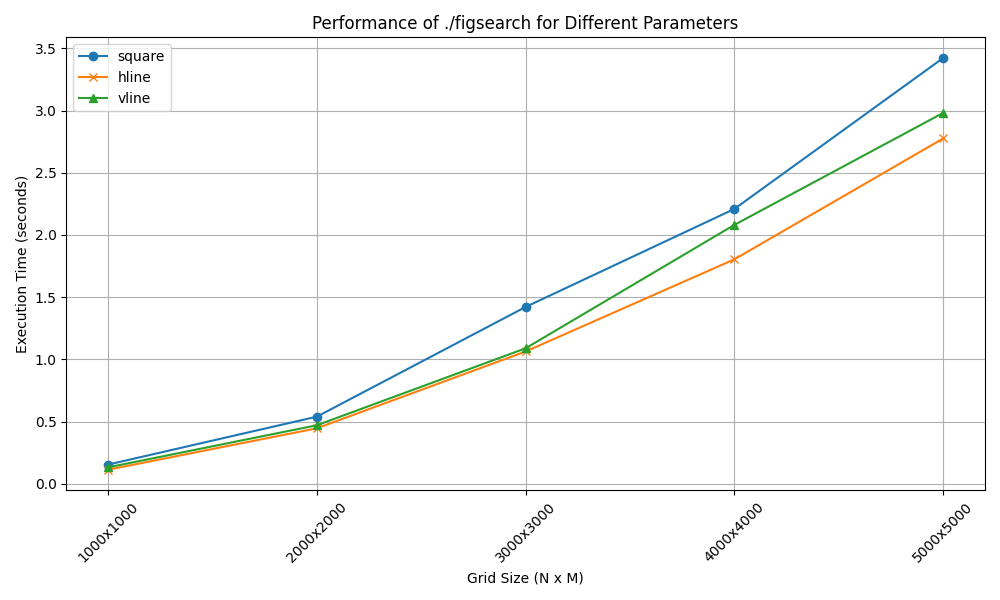 Performance of ./figsearch for Different Parameters
square
hline
vline
3.5
3.0
2.5
2.0
1.5
1.0
0.5
0.0
Execution Time (seconds)
1000x1000
2000x2000
3000x3000
4000x4000
5000x5000
Grid Size (N x M)